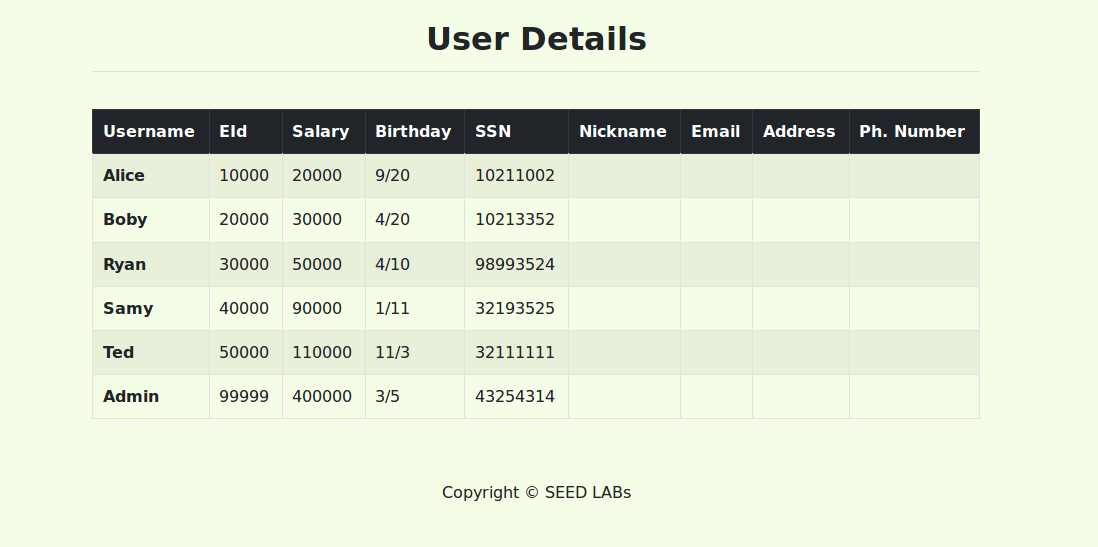 User Details
Username EId Salary Birthday SSN Nickname Email Address Ph. Number
Alice 10000 20000 9/20 10211002
Boby 20000 30000 4/20 10213352
Ryan 30000 50000 4/10 98993524
Samy 40000 90000 1/11 32193525
Ted 50000 110000 11/3 32111111
Admin 99999 400000 3/5 43254314
Copyright © SEED LABs